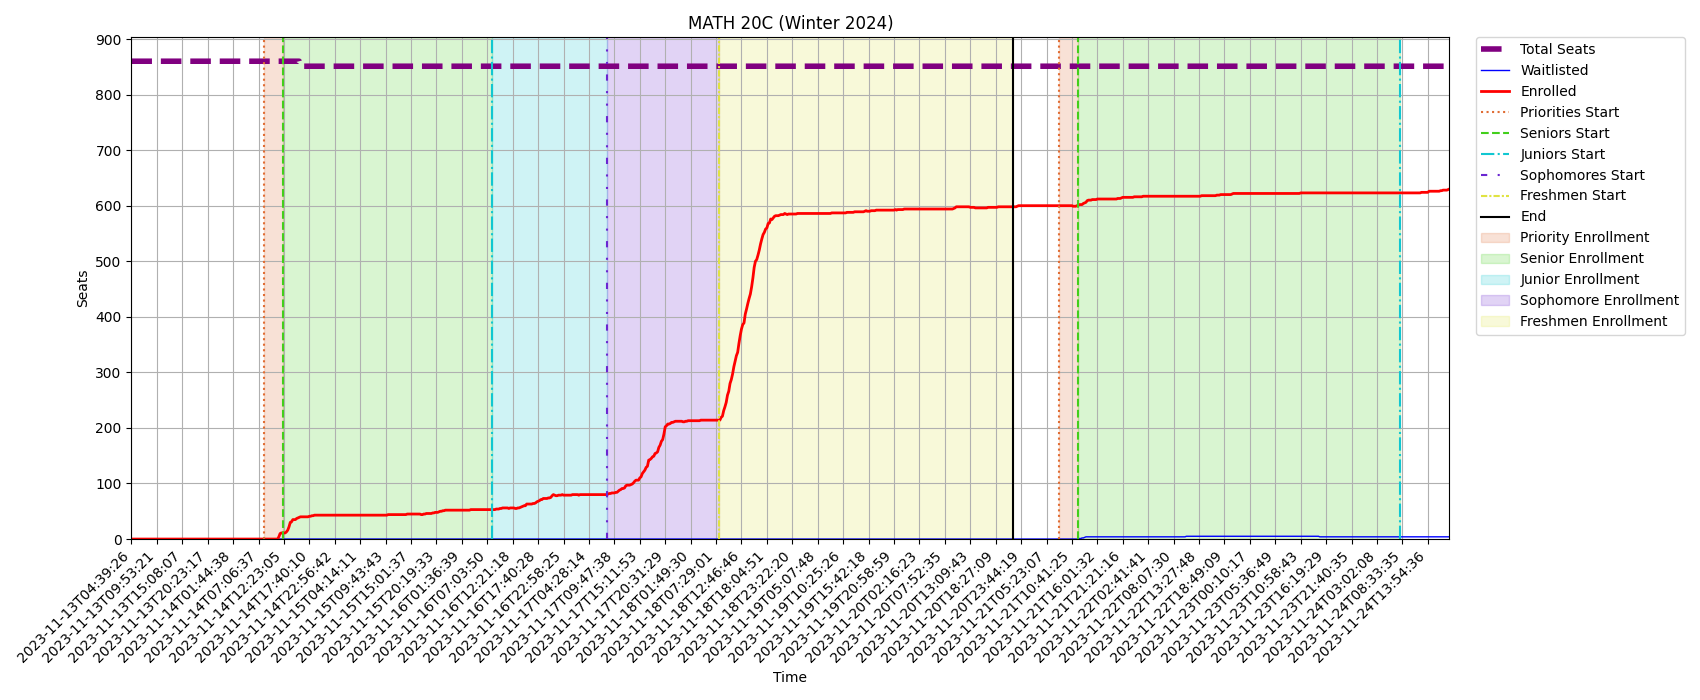 MATH 20C (Winter 2024)
900
800
700
600
500
400
300
200
100
0
Seats
2023-11-13T04:39:26
2023-11-13T09:53:21
2023-11-13T15:08:07
2023-11-13T20:23:17
2023-11-14T01:44:38
2023-11-14T07:06:37
2023-11-14T12:23:05
2023-11-14T17:40:10
2023-11-14T22:56:42
2023-11-15T04:14:11
2023-11-15T09:43:43
2023-11-15T15:01:37
2023-11-15T20:19:33
2023-11-16T01:36:39
2023-11-16T07:03:50
2023-11-16T12:21:18
2023-11-16T17:40:28
2023-11-16T22:58:25
2023-11-17T04:28:14
2023-11-17T09:47:38
2023-11-17T15:11:53
2023-11-17T20:31:29
2023-11-18T01:49:30
2023-11-18T07:29:01
2023-11-18T12:46:46
2023-11-18T18:04:51
2023-11-18T23:22:20
2023-11-19T05:07:48
2023-11-19T10:25:26
2023-11-19T15:42:18
2023-11-19T20:58:59
2023-11-20T02:16:23
2023-11-20T07:52:35
2023-11-20T13:09:43
2023-11-20T18:27:09
2023-11-20T23:44:19
2023-11-21T05:23:07
2023-11-21T10:41:25
2023-11-21T16:01:32
2023-11-21T21:21:16
2023-11-22T02:41:41
2023-11-22T08:07:30
2023-11-22T13:27:48
2023-11-22T18:49:09
2023-11-23T00:10:17
2023-11-23T05:36:49
2023-11-23T10:58:43
2023-11-23T16:19:29
2023-11-23T21:40:35
2023-11-24T03:02:08
2023-11-24T08:33:35
2023-11-24T13:54:36
Time
Total Seats
Waitlisted
Enrolled
Priorities Start
Seniors Start
Juniors Start
Sophomores Start
Freshmen Start
End
Priority Enrollment
Senior Enrollment
Junior Enrollment
Sophomore Enrollment
Freshmen Enrollment